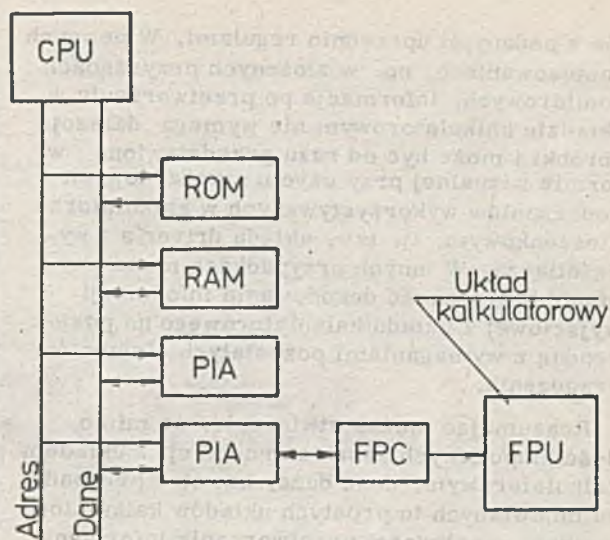 CPU
ROM
RAM
PIA
Układ
kalkulatorowy
PIA
FPC
FPU
Adres
Dane